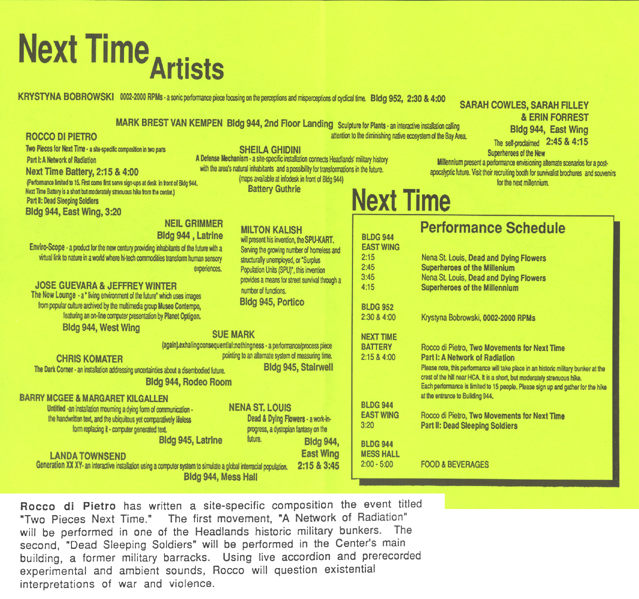 Next Time
Artists
KRYSTYNA BOBROWSKI 0002-2000 RPMs - a sonic performance piece focusing on the perceptions and misperceptions of cyclical time. Bldg 952, 2:30 & 4:00
SARAH COWLES, SARAH FILLEY
& ERIN FORREST
Bldg 944, East Wing
The self-proclaimed 2:45 & 4:15
Superheroes of the New
Millenium present a performance envisioning alternate scenarios for a post-
apocalyptic future. Visit their recruiting booth for survivalist brochures and souvenirs
for the next millenium.
MARK BREST VAN KEMPEN Bldg 944, 2nd Floor Landing Sculpture for Plants - an interactive installation calling
attention to the diminishing native ecosystem of the Bay Area.
ROCCO DI PIETRO
Two Pieces for Next Time - a site-specific composition in two parts
Part I: A Network of Radiation
Next Time Battery, 2:15 & 4:00
(Performance limited to 15. First come first serve sign-ups at desk in front of Bldg 944.
Next Time Battery is a short but moderately strenuous hike from the center.)
Part II: Dead Sleeping Soldiers
Bldg 944, East Wing, 3:20
SHEILA GHIDINI
A Defense Mechanism - a site-specific installation connects Headlands' military history
with the area's natural inhabitants and a possibility for transformations in the future.
(maps available at infodesk in front of Bldg 944)
Battery Guthrie
NEIL GRIMMER
Bldg 944 , Latrine
Enviro-Scope - a product for the new century providing inhabitants of the future with a
virtual link to nature in a world where hi-tech commodities transform human sensory
experiences.
MILTON KALISH
will present his invention, the SPU-KART.
Serving the growing number of homeless and
structurally unemployed, or "Surplus
Population Units (SPU)", this invention
provides a means for street survival through a
number of functions.
Bldg 945, Portico
JOSE GUEVARA & JEFFREY WINTER
The Now Lounge - a " living environment of the future" which uses images
from popular culture archived by the multimedia group Museo Contempo,
featuring an on-line computer presentation by Planet Optigon.
Bldg 944, West Wing
SUE MARK
(again).exhaling consequential:nothingness - a performance/process piece
pointing to an alternate system of measuring time.
Bldg 945, Stairwell
CHRIS KOMATER
The Dark Corner - an installation addressing uncertainties about a disembodied future.
Bldg 944, Rodeo Room
BARRY MCGEE & MARGARET KILGALLEN
Untitled -an installation mourning a dying form of communication -
the handwritten text, and the ubiquitous yet comparatively lifeless
form replacing it - computer generated text.
Bldg 945, Latrine
NENA ST. LOUIS
Dead & Dying Flowers - a work-in-
progress, a dystopian fantasy on the
future. Bldg 944,
East Wing
2:15 & 3:45
LANDA TOWNSEND
Generation XX XY- an interactive installation using a computer system to simulate a global interracial population.
Bldg 944, Mess Hall
Next Time
Performance Schedule
BLDG 944
EAST WING
2:15 Nena St. Louis, Dead and Dying Flowers
2:45 Superheroes of the Millenium
3:45 Nena St. Louis, Dead and Dying Flowers
4:15 Superheroes of the Millenium
BLDG 952
2:30 & 4:00 Krystyna Bobrowski, 0002-2000 RPMs
NEXT TIME
BATTERY Rocco di Pietro, Two Movements for Next Time
2:15 & 4:00 Part I: A Network of Radiation
Please note, this performance will take place in an historic military bunker at the
crest of the hill near HCA. It is a short, but moderately strenuous hike.
Each performance is limited to 15 people. Please sign up and gather for the hike
at the entrance to Building 944.
BLDG 944
EAST WING Rocco di Pietro, Two Movements for Next Time
3:20 Part II: Dead Sleeping Soldiers
BLDG 944
MESS HALL
2:00 - 5:00 FOOD & BEVERAGES
Rocco di Pietro has written a site-specific composition the event titled
"Two Pieces Next Time." The first movement, "A Network of Radiation"
will be performed in one of the Headlands historic military bunkers. The
second, "Dead Sleeping Soldiers" will be performed in the Center's main
building, a former military barracks. Using live accordion and prerecorded
experimental and ambient sounds, Rocco will question existential
interpretations of war and violence.